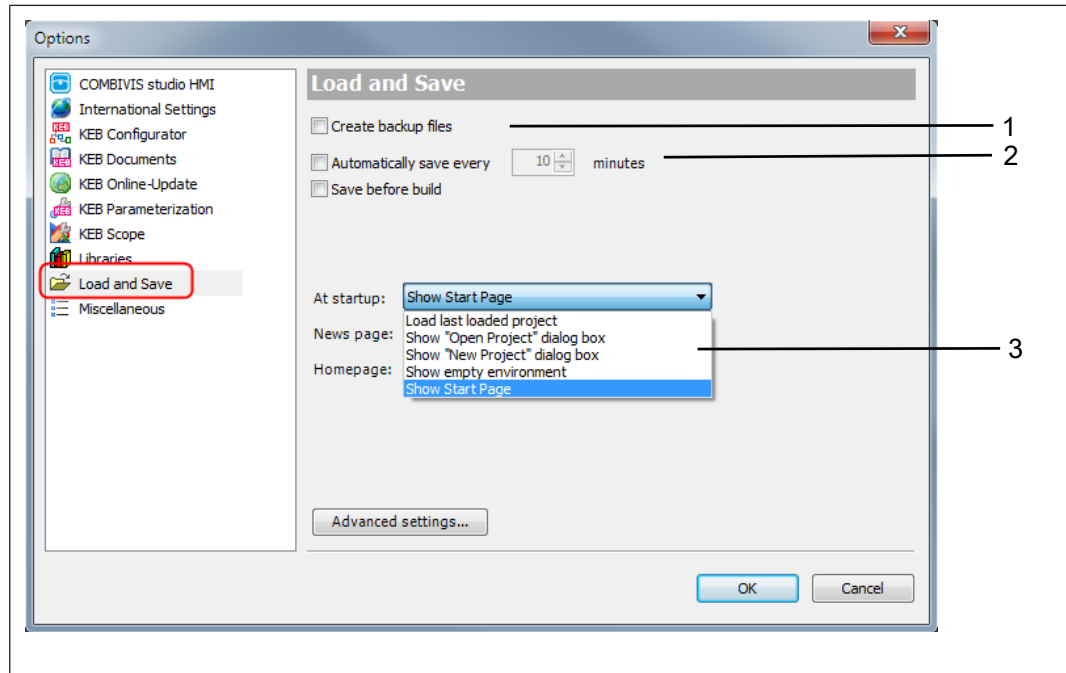 Options
COMBIVIS studio HMI
International Settings
KEB Configurator
KEB Documents
KEB Online-Update
KEB Parameterization
KEB Scope
Libraries
Load and Save
Miscellaneous
Load and Save
Create backup files
1
Automatically save every 10 minutes
2
Save before build
At startup: Show Start Page
Load last loaded project
News page: Show "Open Project" dialog box
Show "New Project" dialog box
3
Homepage: Show empty environment
Show Start Page
Advanced settings...
OK Cancel